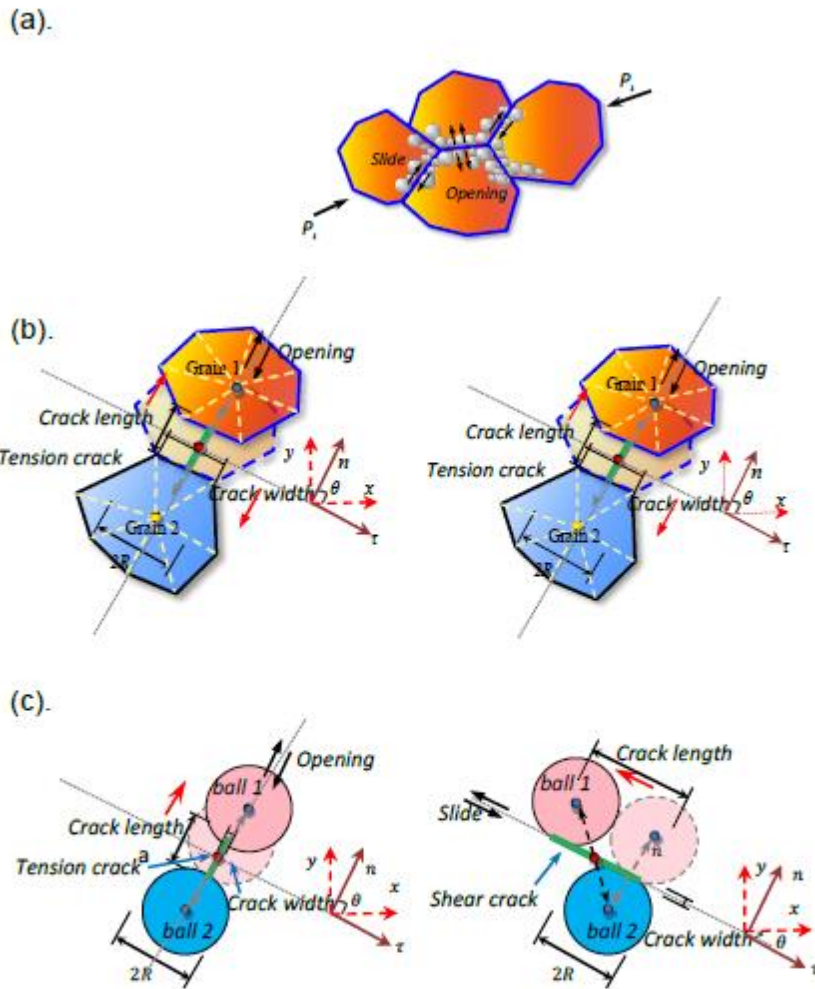 (a).
P_i
Slide
Opening
P_i
(b).
Grain 1
Opening
Crack length
Tension crack
y
n
Crack width
θ
x
Grain 2
τ
2R
Grain 1
Opening
Crack length
Tension crack
y
n
Crack width
θ
x
Grain 2
τ
2R
(c).
Opening
ball 1
Crack length
Tension crack
a
y
n
Crack width
θ
x
ball 2
τ
2R
Crack length
ball 1
Slide
n
Shear crack
y
n
x
ball 2
Crack width
θ
τ
2R